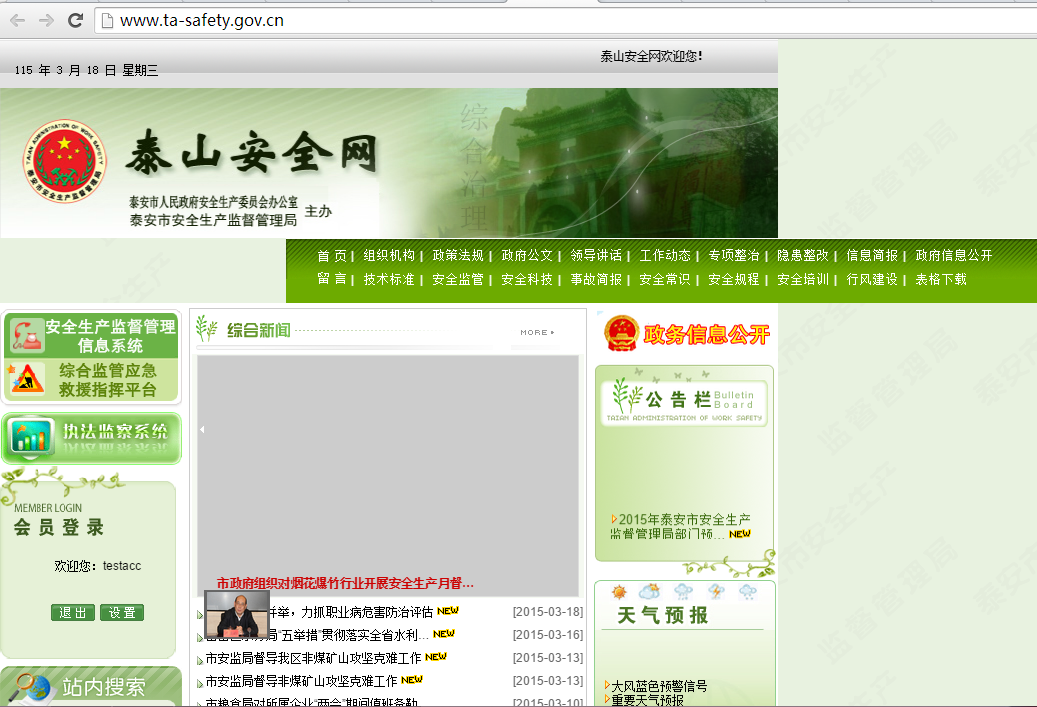 www.ta-safety.gov.cn
泰山安全网欢迎您!
115 年 3 月 18 日 星期三
综合治理
TAIAN ADMINISTRATION OF WORK SAFETY
泰安市安全生产监督管理局
泰山安全网
泰安市人民政府安全生产委员会办公室
泰安市安全生产监督管理局
主办
首 页 | 组织机构 | 政策法规 | 政府公文 | 领导讲话 | 工作动态 | 专项整治 | 隐患整改 | 信息简报 | 政府信息公开
留 言 | 技术标准 | 安全监管 | 安全科技 | 事故简报 | 安全常识 | 安全规程 | 安全培训 | 行风建设 | 表格下载
安全生产监督管理
信息系统
综合监管应急
救援指挥平台
执法监察系统
MEMBER LOGIN
会员登录
欢迎您：testacc
退出 设置
站内搜索
综合新闻
MORE
市政府组织对烟花爆竹行业开展安全生产月督...
举，力抓职业病危害防治评估 NEW [2015-03-18]
局"五举措"贯彻落实全省水利... NEW [2015-03-16]
市安监局督导我区非煤矿山攻坚克难工作 NEW [2015-03-13]
市安监局督导非煤矿山攻坚克难工作 NEW [2015-03-13]
市粮食局对所属企业"两会"期间值班备勤 [2015-03-10]
政务信息公开
公告栏 Bulletin Board
TAIAN ADMINISTRATION OF WORK SAFETY
2015年泰安市安全生产
监督管理局部门预... NEW
天气预报
大风蓝色预警信号
重要天气预报